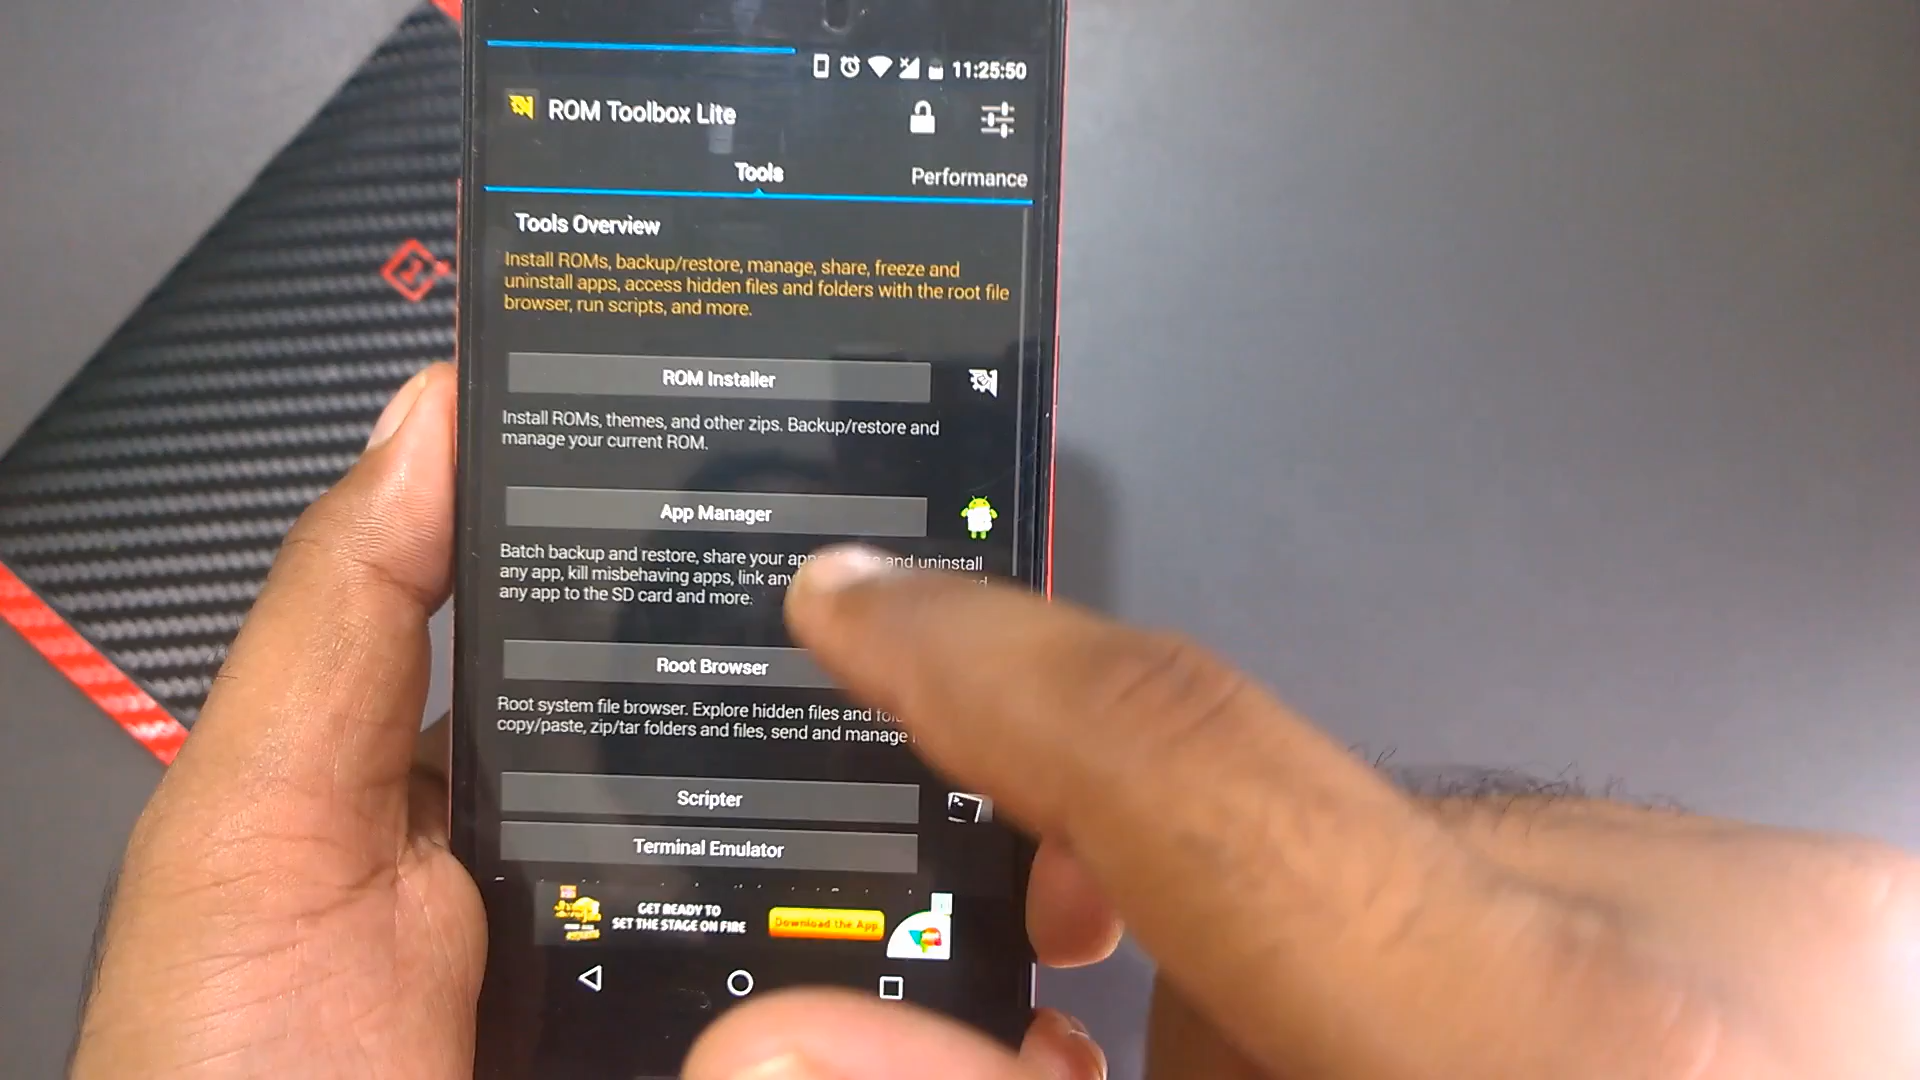 11:25:50
ROM Toolbox Lite
Tools
Performance
Tools Overview
Install ROMs, backup/restore, manage, share, freeze and
uninstall apps, access hidden files and folders with the root file
browser, run scripts, and more.
ROM Installer
Install ROMs, themes, and other zips. Backup/restore and
manage your current ROM.
App Manager
Batch backup and restore, share your and uninstall
any app, kill misbehaving apps, link any
any app to the SD card and more.
Root Browser
Root system file browser. Explore hidden files and
copy/paste, zip/tar folders and files, send and manage
Scripter
Terminal Emulator
GET READY TO
SET THE STAGE ON FIRE
Download the App